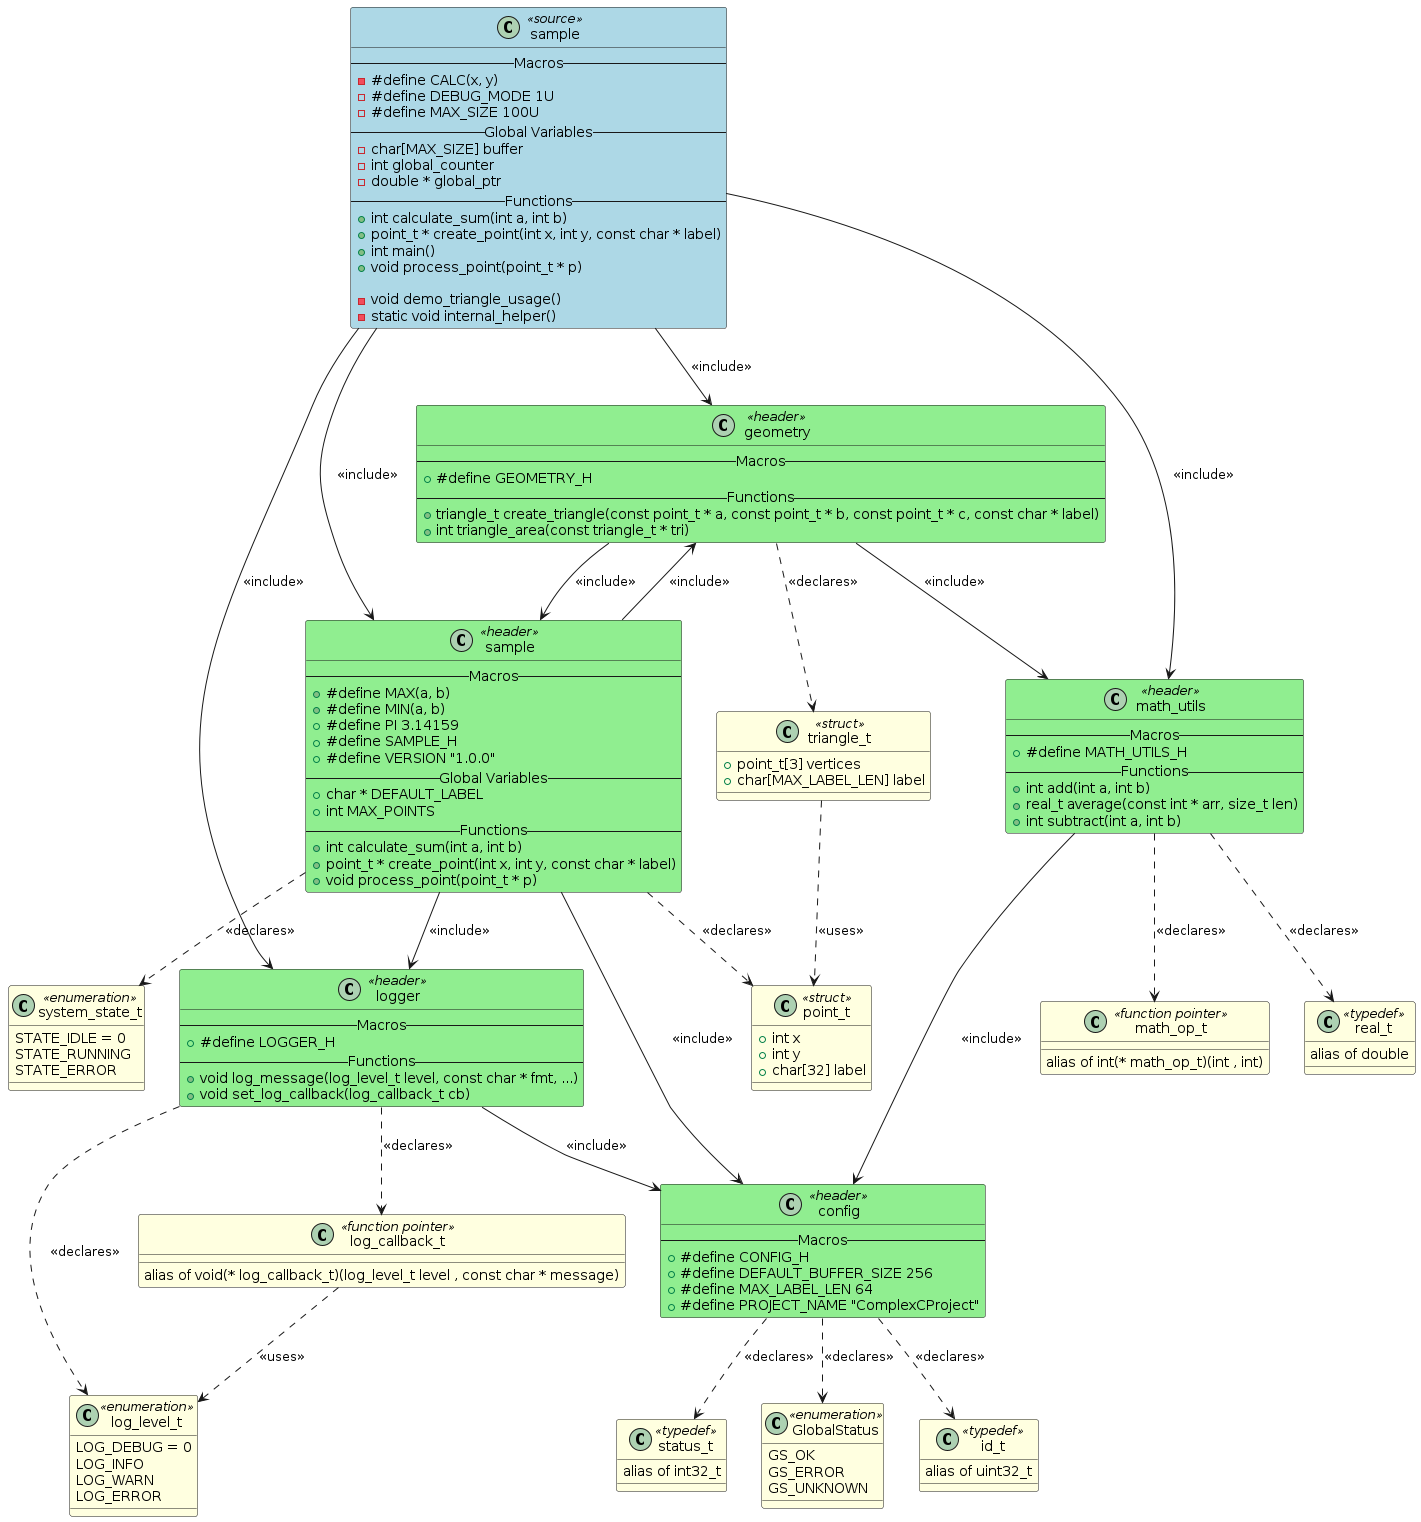 «source»
C
sample
Macros
#define CALC(x, y)
#define DEBUG_MODE 1U
#define MAX_SIZE 100U
Global Variables
char[MAX_SIZE] buffer
int global_counter
double * global_ptr
Functions
int calculate_sum(int a, int b)
point_t * create_point(int x, int y, const char * label)
int main()
void process_point(point_t * p)
void demo_triangle_usage()
static void internal_helper()
«include»
«include»
«include»
«include»
«header»
C
geometry
Macros
#define GEOMETRY_H
Functions
triangle_t create_triangle(const point_t * a, const point_t * b, const point_t * c, const char * label)
int triangle_area(const triangle_t * tri)
«include»
«include»
«declares»
«include»
«header»
C
sample
Macros
#define MAX(a, b)
#define MIN(a, b)
#define PI 3.14159
#define SAMPLE_H
#define VERSION "1.0.0"
Global Variables
char * DEFAULT_LABEL
int MAX_POINTS
Functions
int calculate_sum(int a, int b)
point_t * create_point(int x, int y, const char * label)
void process_point(point_t * p)
«struct»
C
triangle_t
point_t[3] vertices
char[MAX_LABEL_LEN] label
«header»
C
math_utils
Macros
#define MATH_UTILS_H
Functions
int add(int a, int b)
real_t average(const int * arr, size_t len)
int subtract(int a, int b)
«declares»
«include»
«declares»
«uses»
«declares»
«declares»
«include»
«include»
«enumeration»
C
system_state_t
STATE_IDLE = 0
STATE_RUNNING
STATE_ERROR
«header»
C
logger
Macros
#define LOGGER_H
Functions
void log_message(log_level_t level, const char * fmt, ...)
void set_log_callback(log_callback_t cb)
«struct»
C
point_t
int x
int y
char[32] label
«function pointer»
C
math_op_t
alias of int(* math_op_t)(int , int)
«typedef»
C
real_t
alias of double
«declares»
«include»
«declares»
«function pointer»
C
log_callback_t
alias of void(* log_callback_t)(log_level_t level , const char * message)
«header»
C
config
Macros
#define CONFIG_H
#define DEFAULT_BUFFER_SIZE 256
#define MAX_LABEL_LEN 64
#define PROJECT_NAME "ComplexCProject"
«uses»
«declares»
«declares»
«declares»
«enumeration»
C
log_level_t
LOG_DEBUG = 0
LOG_INFO
LOG_WARN
LOG_ERROR
«typedef»
C
status_t
alias of int32_t
«enumeration»
C
GlobalStatus
GS_OK
GS_ERROR
GS_UNKNOWN
«typedef»
C
id_t
alias of uint32_t